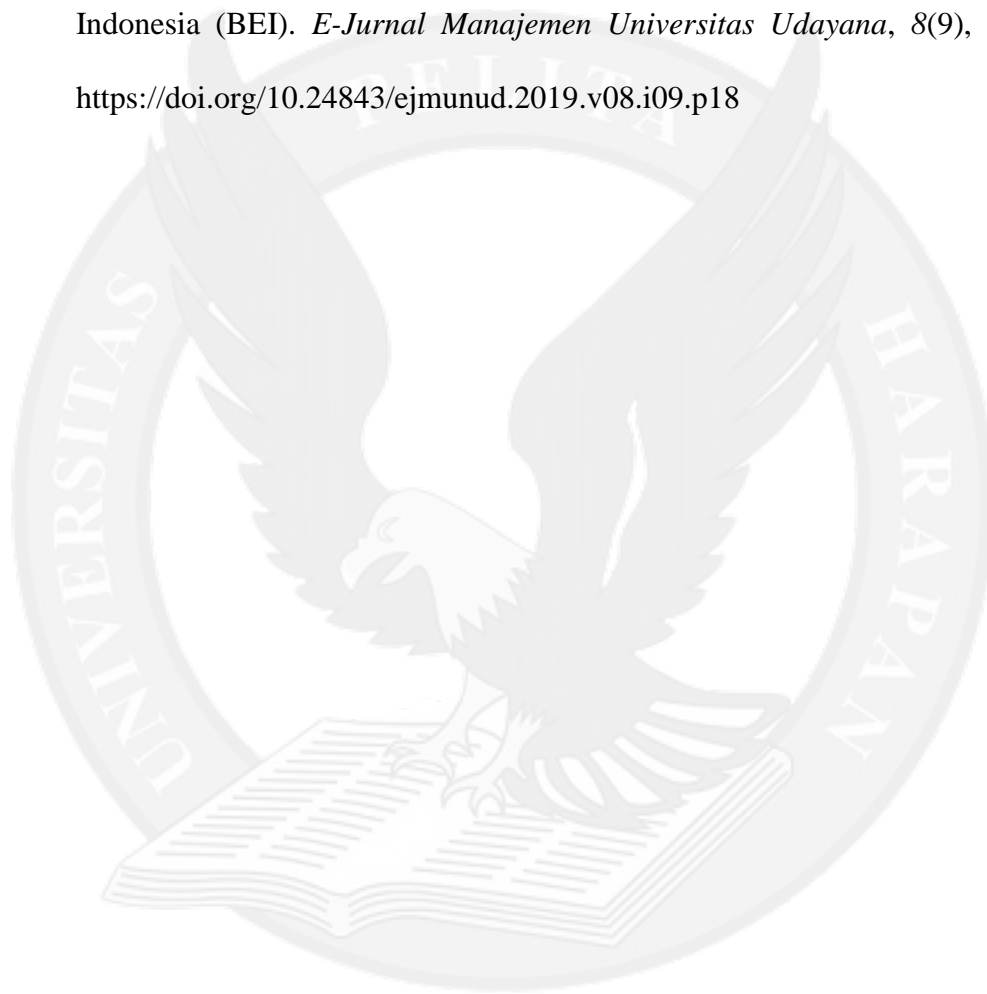 Indonesia (BEI). E-Jurnal Manajemen Universitas Udayana, 8(9),
https://doi.org/10.24843/ejmunud.2019.v08.i09.p18
UNIVERSITAS PELITA HARAPAN